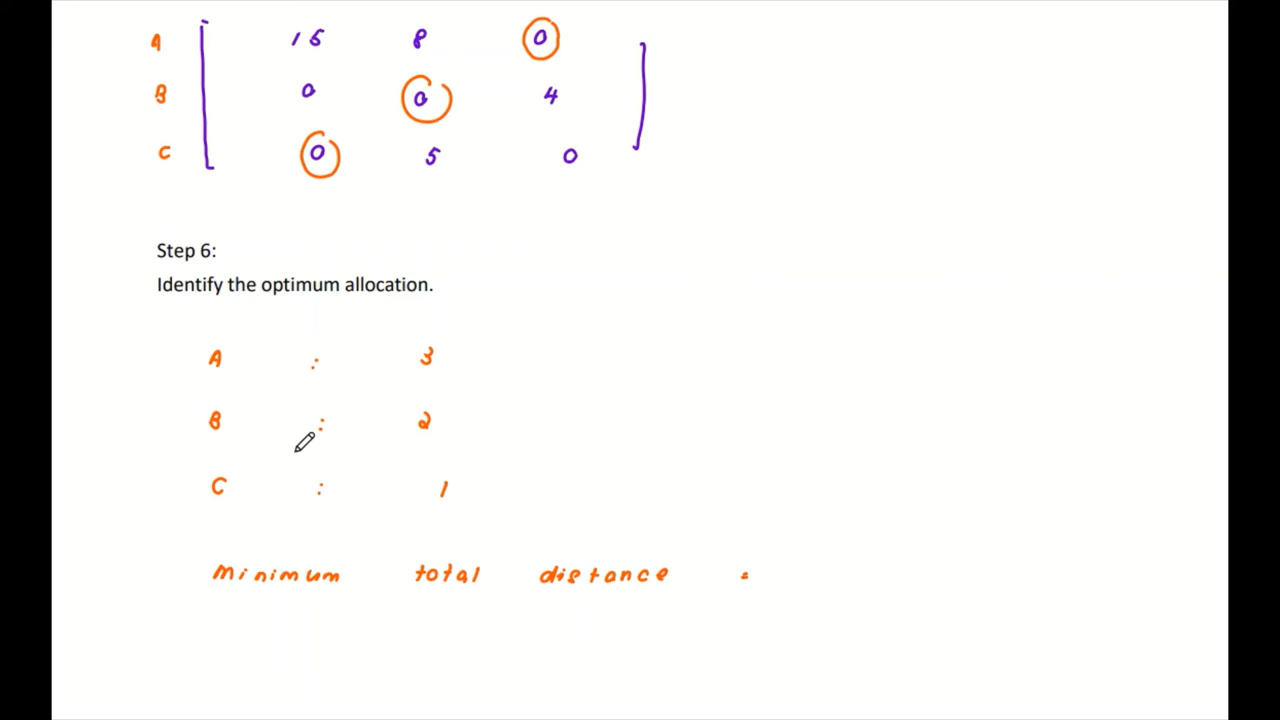 A 15 8 0
B 0 0 4
C 0 5 0
Step 6:
Identify the optimum allocation.
A : 3
B : 2
C : 1
Minimum total distance =